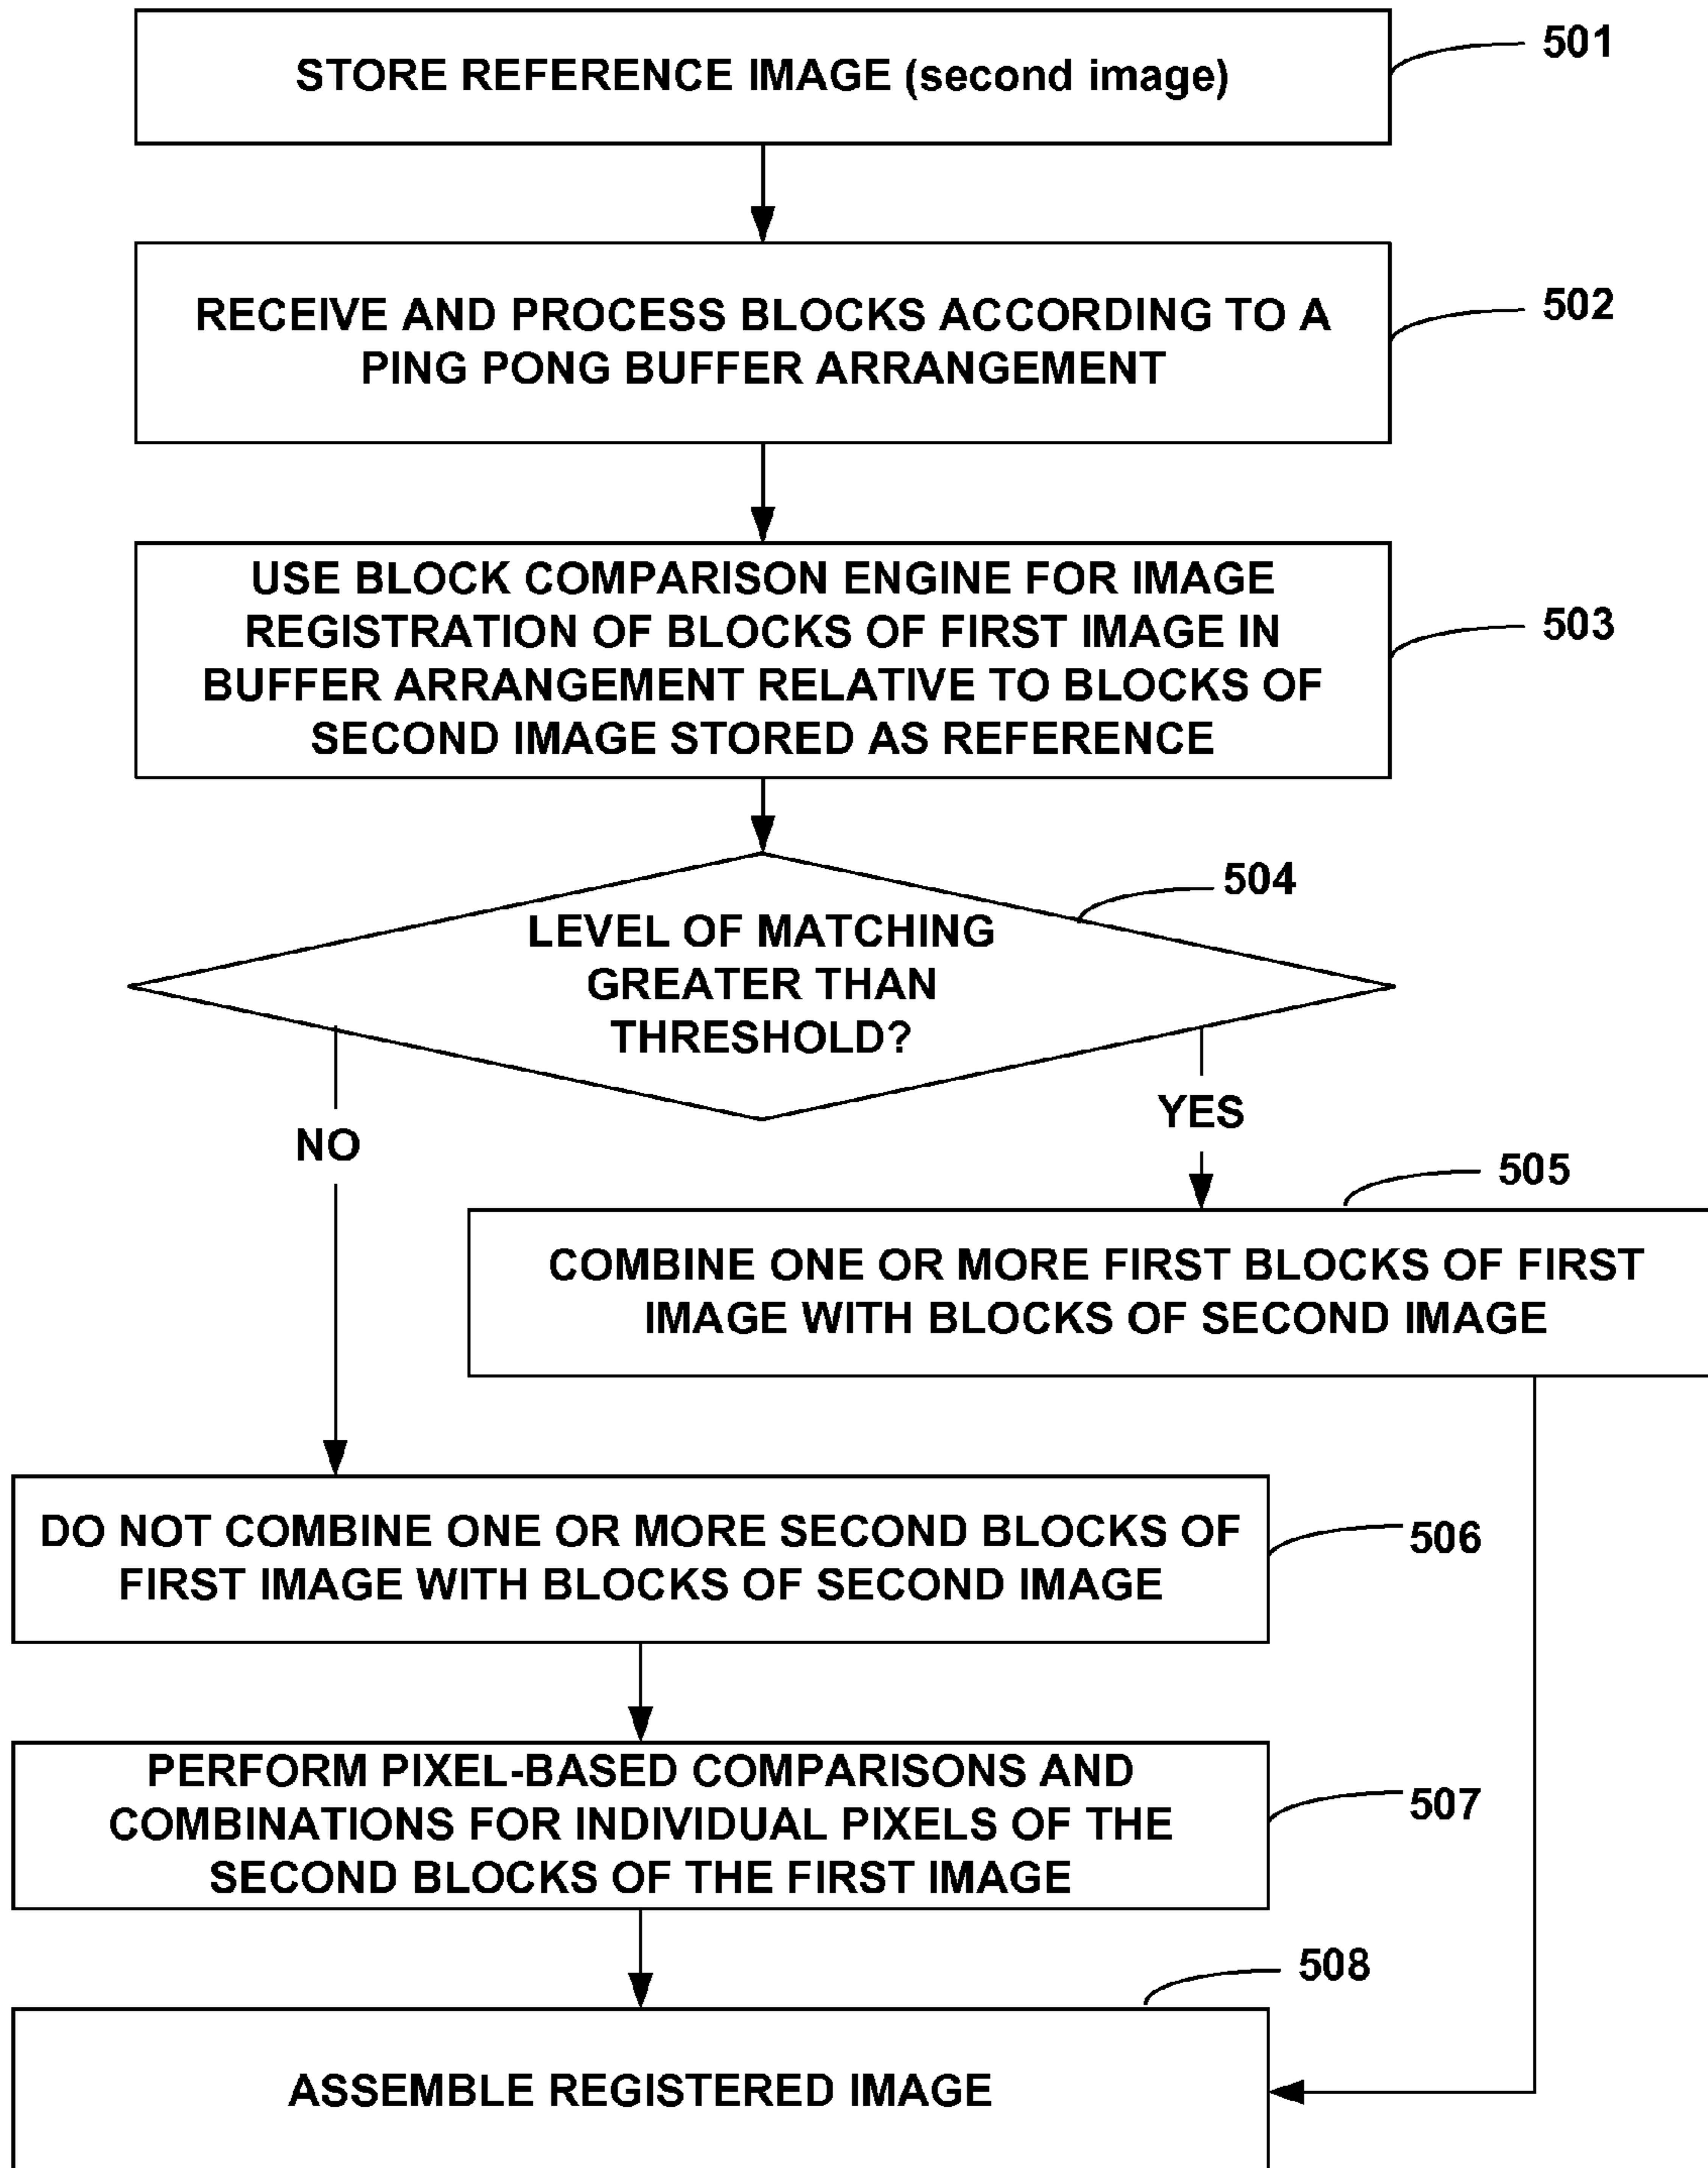 STORE REFERENCE IMAGE (second image)
501
RECEIVE AND PROCESS BLOCKS ACCORDING TO A
PING PONG BUFFER ARRANGEMENT
502
USE BLOCK COMPARISON ENGINE FOR IMAGE
REGISTRATION OF BLOCKS OF FIRST IMAGE IN
BUFFER ARRANGEMENT RELATIVE TO BLOCKS OF
SECOND IMAGE STORED AS REFERENCE
503
504
LEVEL OF MATCHING
GREATER THAN
THRESHOLD?
NO
YES
505
COMBINE ONE OR MORE FIRST BLOCKS OF FIRST
IMAGE WITH BLOCKS OF SECOND IMAGE
DO NOT COMBINE ONE OR MORE SECOND BLOCKS OF
FIRST IMAGE WITH BLOCKS OF SECOND IMAGE
506
PERFORM PIXEL-BASED COMPARISONS AND
COMBINATIONS FOR INDIVIDUAL PIXELS OF THE
SECOND BLOCKS OF THE FIRST IMAGE
507
508
ASSEMBLE REGISTERED IMAGE